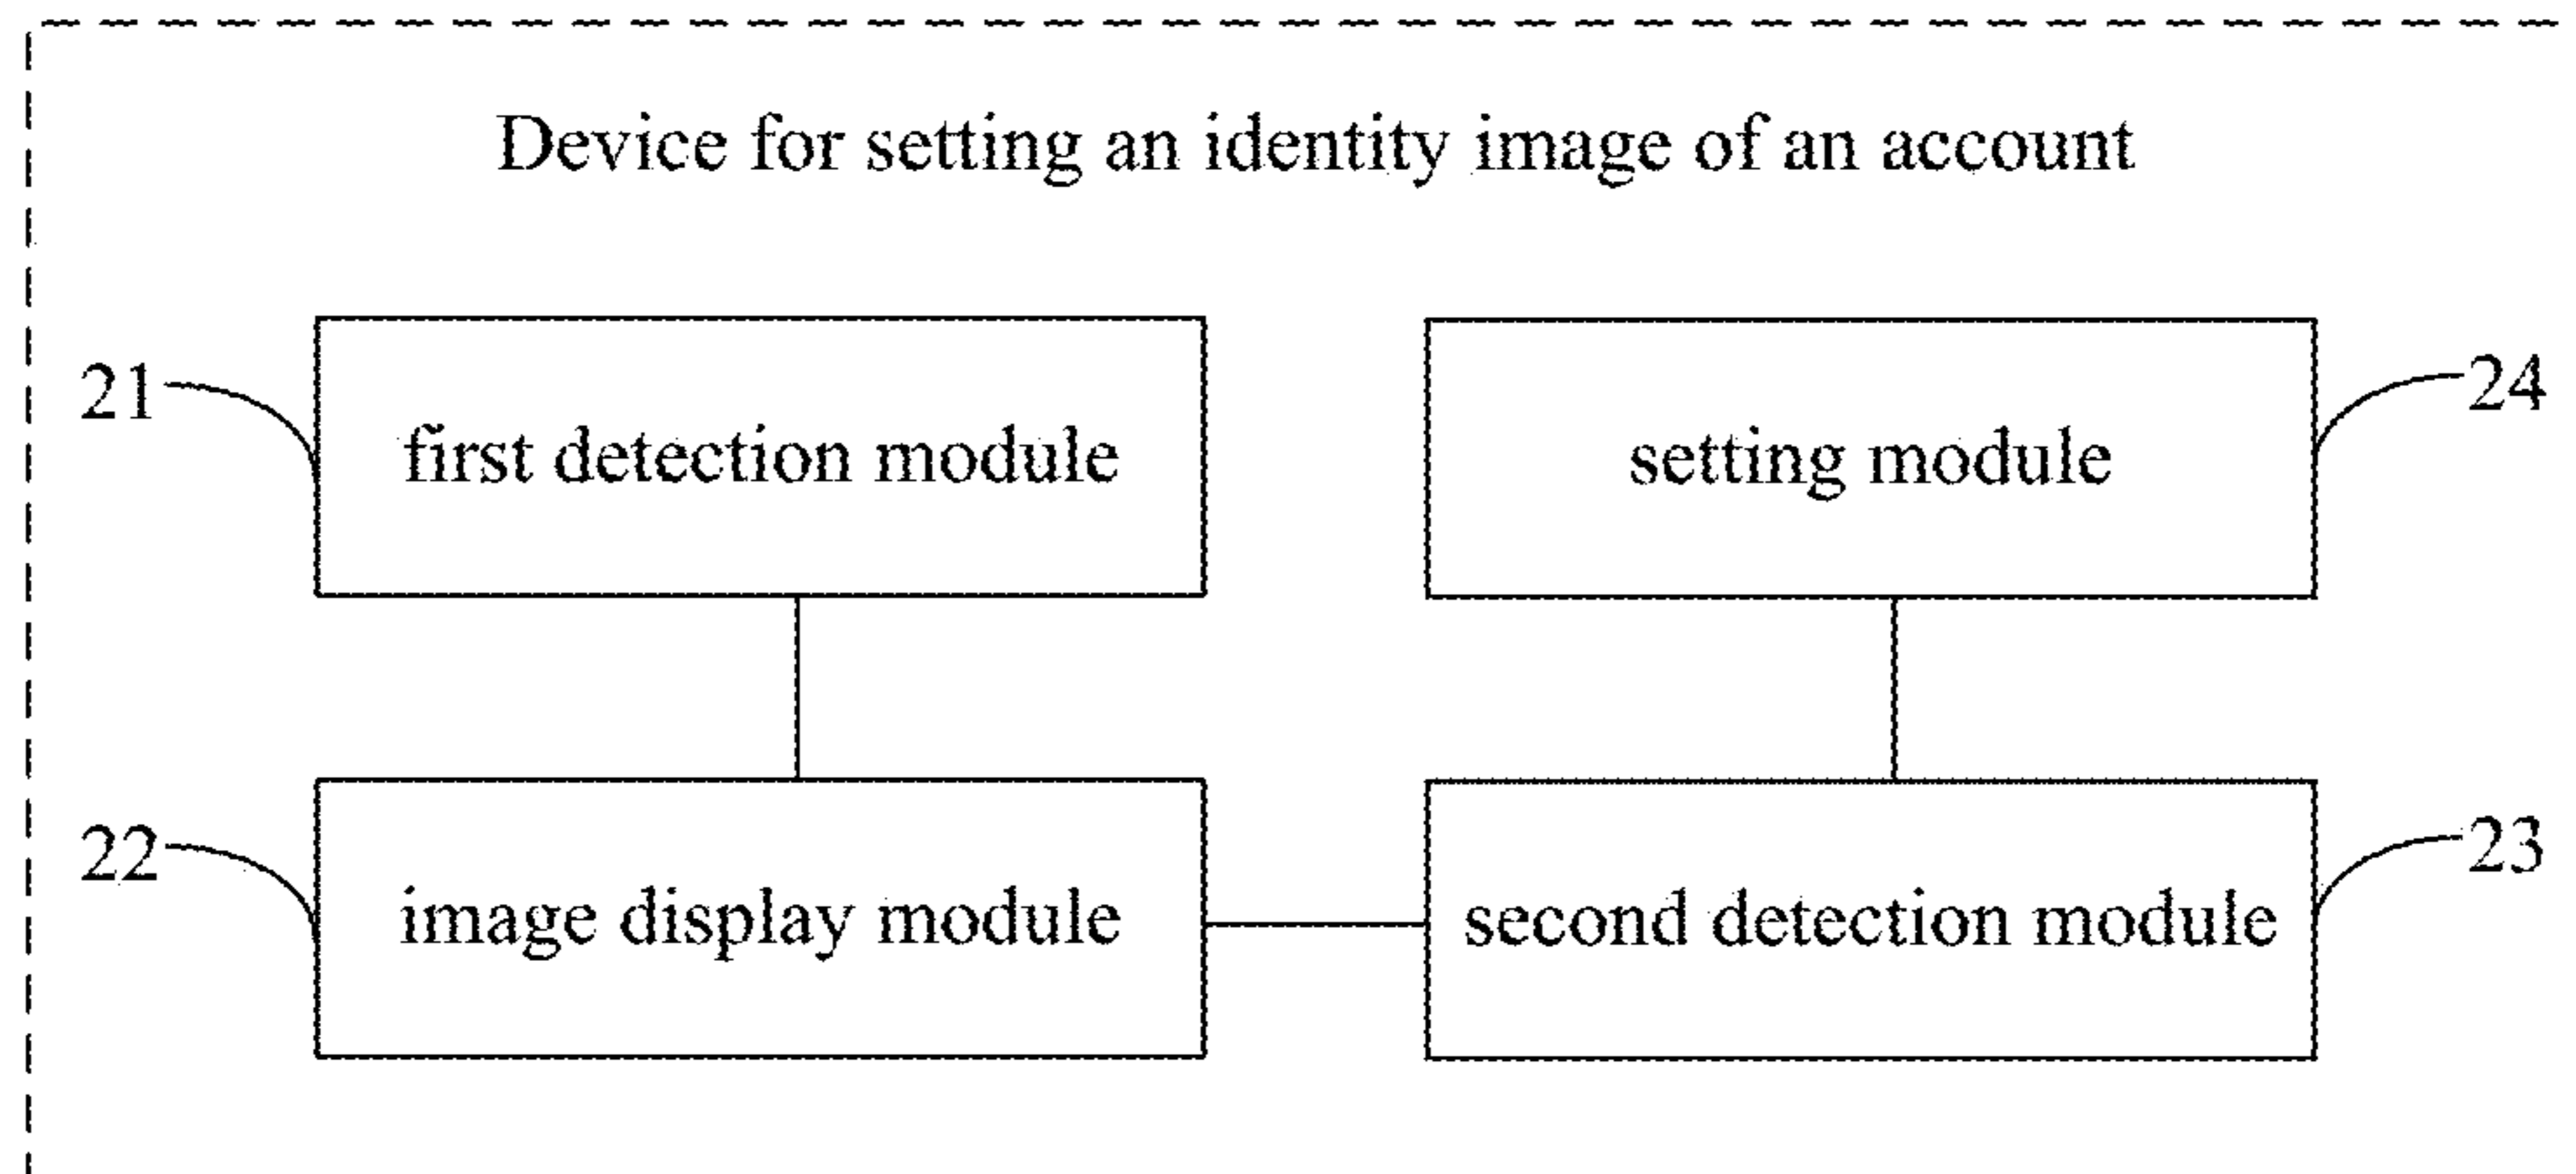 Device for setting an identity image of an account
21
first detection module
setting module
24
22
image display module
second detection module
23